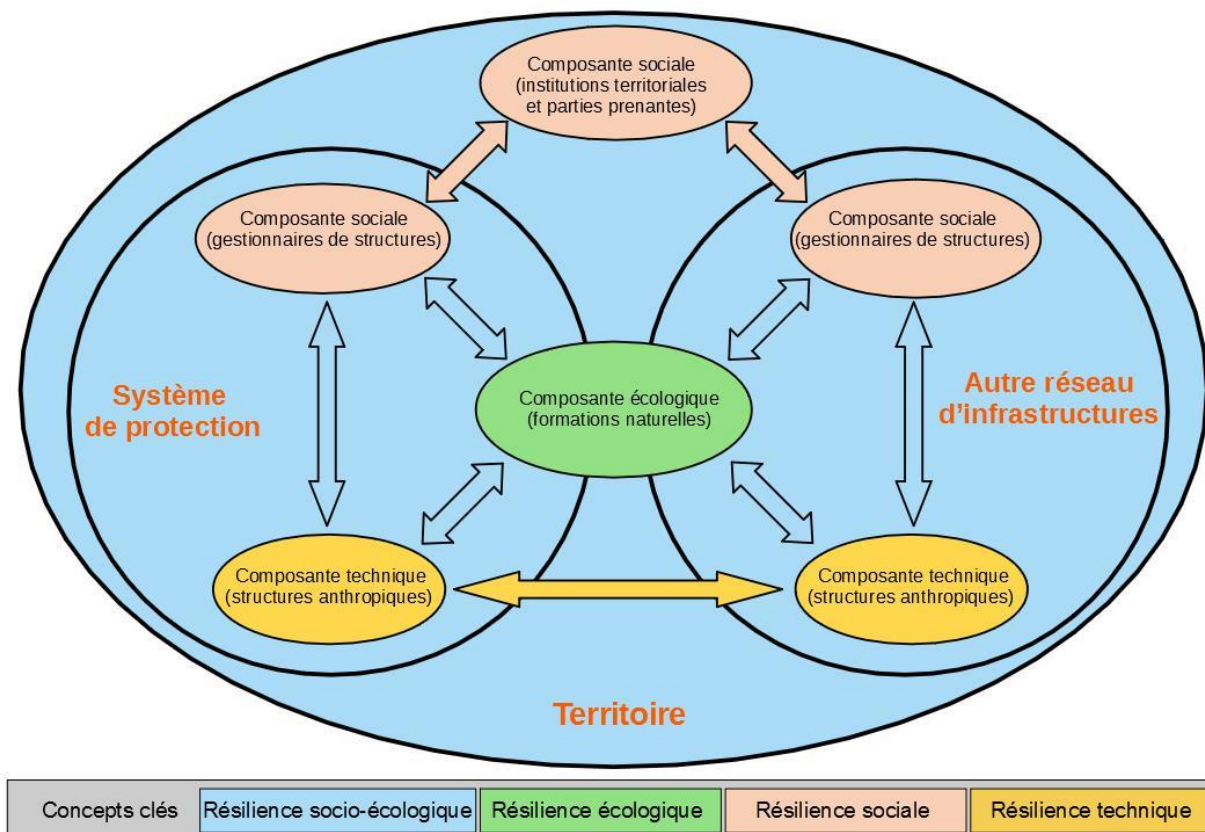 Composante sociale
(institutions territoriales
et parties prenantes)
Composante sociale
(gestionnaires de structures)
Composante sociale
(gestionnaires de structures)
Système
de protection
Composante écologique
(formations naturelles)
Autre réseau
d’infrastructures
Composante technique
(structures anthropiques)
Composante technique
(structures anthropiques)
Territoire
Concepts clés
Résilience socio-écologique
Résilience écologique
Résilience sociale
Résilience technique